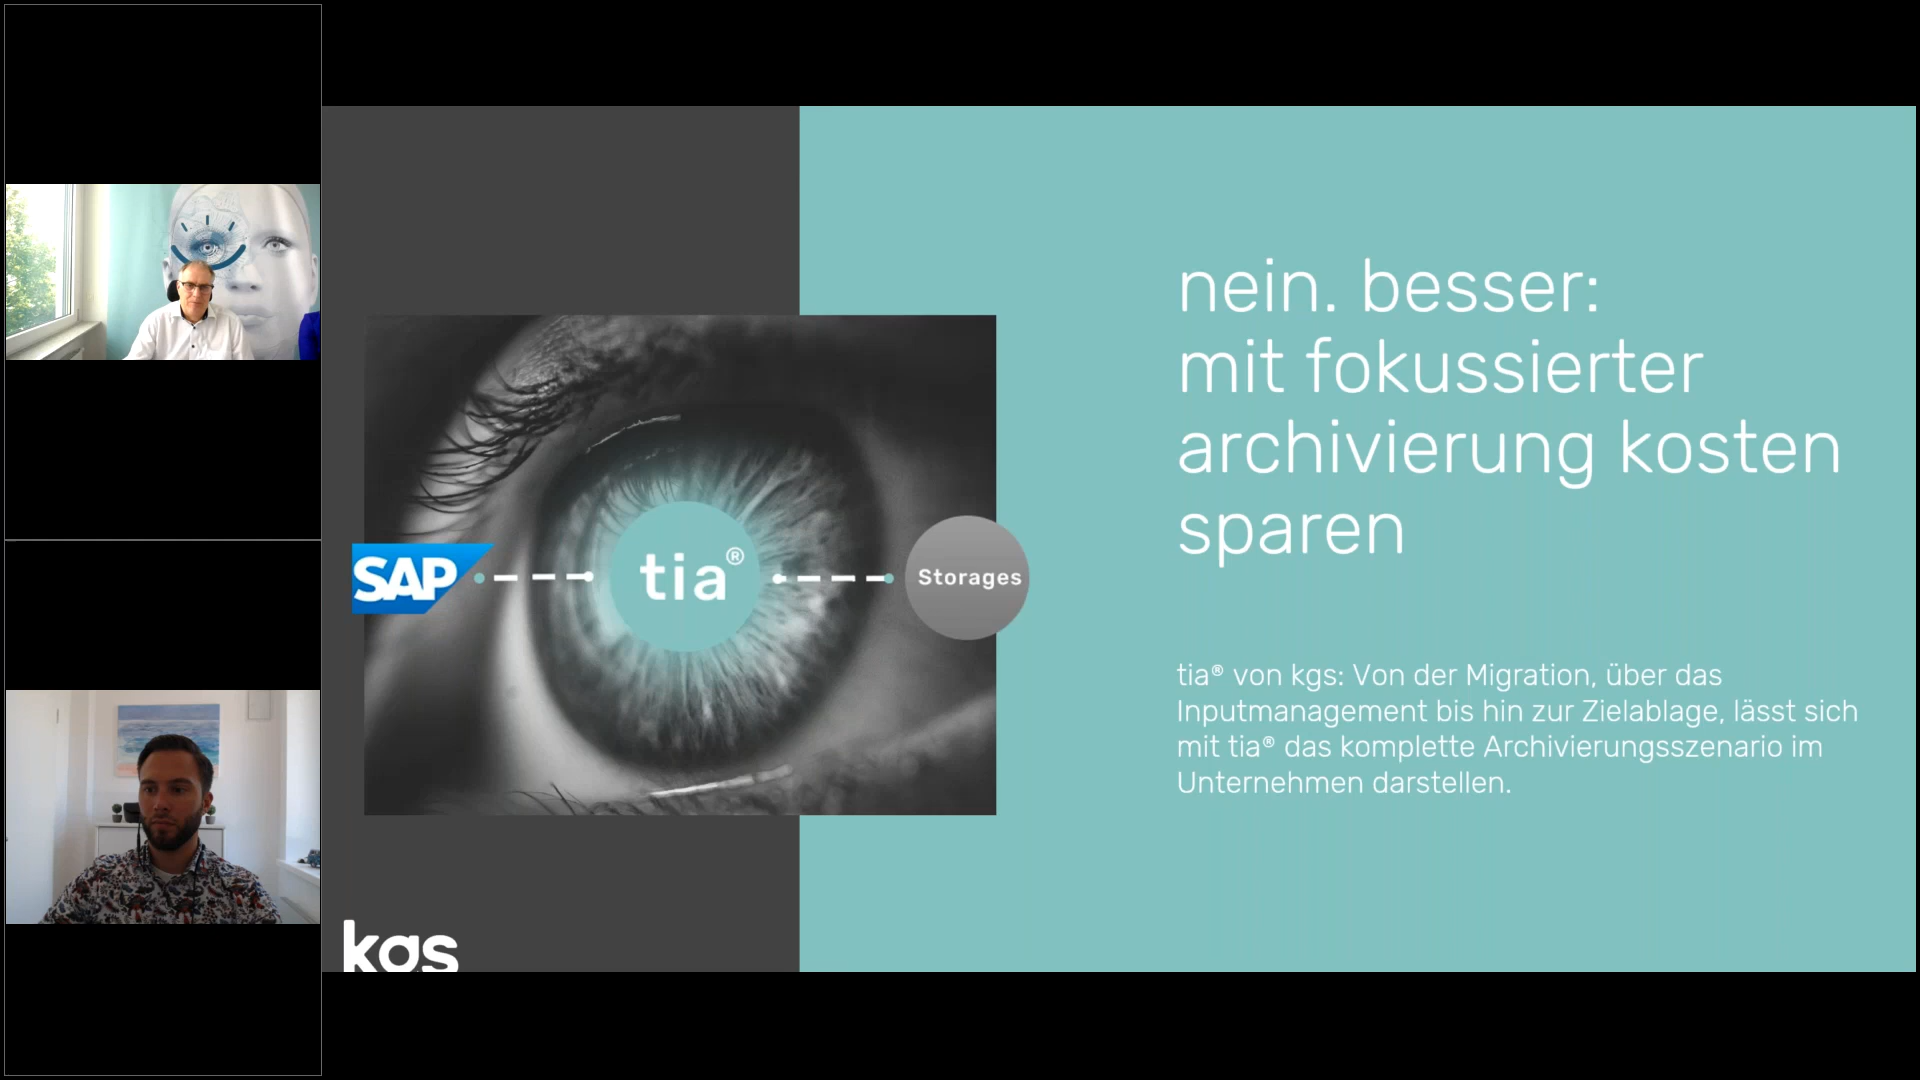 nein. besser:
mit fokussierter
archivierung kosten
sparen
SAP
tia®
Storages
tia® von kgs: Von der Migration, über das
Inputmanagement bis hin zur Zielablage, lässt sich
mit tia® das komplette Archivierungsszenario im
Unternehmen darstellen.
kgs